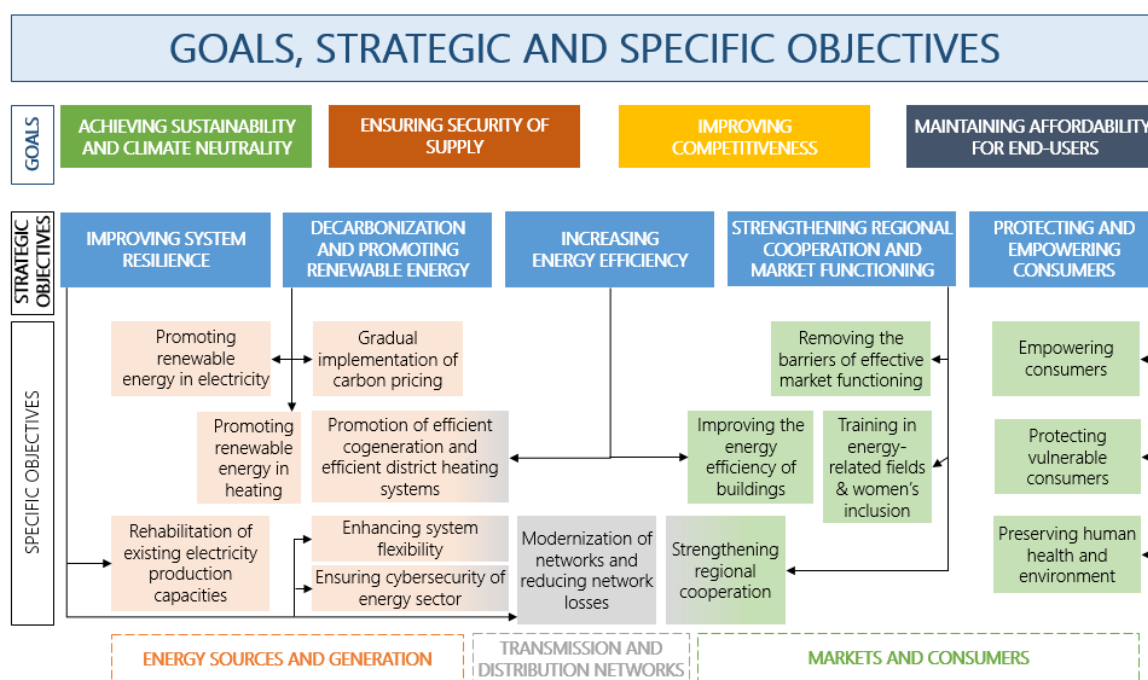 GOALS, STRATEGIC AND SPECIFIC OBJECTIVES
GOALS
ACHIEVING SUSTAINABILITY
AND CLIMATE NEUTRALITY
ENSURING SECURITY OF
SUPPLY
IMPROVING
COMPETITIVENESS
MAINTAINING AFFORDABILITY
FOR END-USERS
STRATEGIC
OBJECTIVES
IMPROVING SYSTEM
RESILIENCE
DECARBONIZATION
AND PROMOTING
RENEWABLE ENERGY
INCREASING
ENERGY EFFICIENCY
STRENGTHENING REGIONAL
COOPERATION AND
MARKET FUNCTIONING
PROTECTING AND
EMPOWERING
CONSUMERS
SPECIFIC OBJECTIVES
Promoting
renewable
energy in electricity
Gradual
implementation of
carbon pricing
Removing the
barriers of effective
market functioning
Empowering
consumers
Promoting
renewable
energy in
heating
Promotion of efficient
cogeneration and
efficient district heating
systems
Improving the
energy
efficiency of
buildings
Training in
energy-
related fields
& women's
inclusion
Protecting
vulnerable
consumers
Rehabilitation of
existing electricity
production
capacities
Enhancing system
flexibility
Ensuring cybersecurity of
energy sector
Modernization of
networks and
reducing network
losses
Strengthening
regional
cooperation
Preserving human
health and
environment
ENERGY SOURCES AND GENERATION
TRANSMISSION AND
DISTRIBUTION NETWORKS
MARKETS AND CONSUMERS